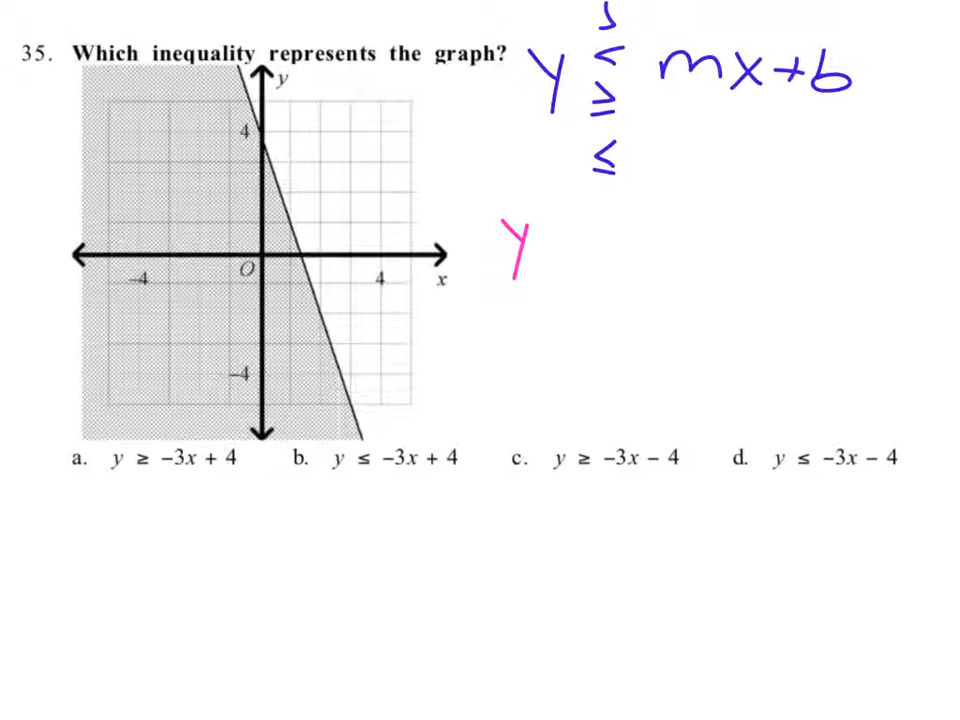 >
35. Which inequality represents the graph?
y < mx+b
≥
≤
y
4
y
-4
O
4
x
-4
a. y ≥ -3x + 4 b. y ≤ -3x + 4 c. y ≥ -3x - 4 d. y ≤ -3x - 4